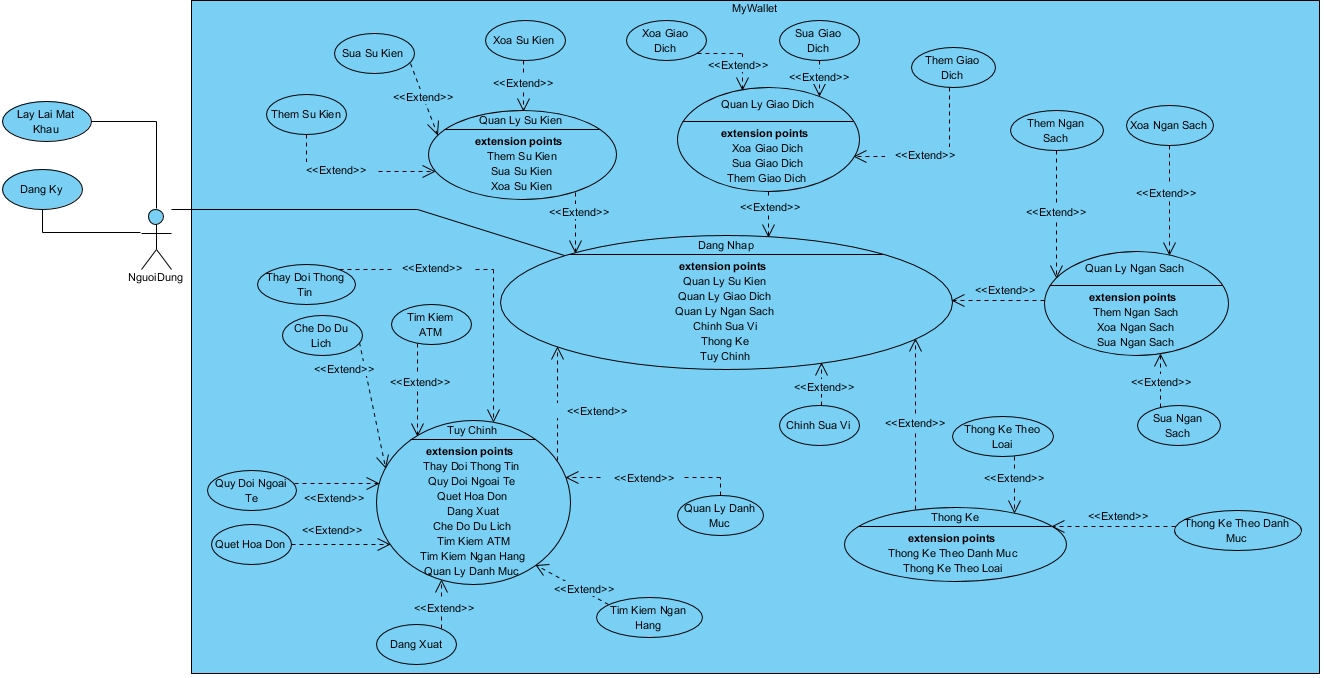 MyWallet
Xoa Su Kien
Sua Su Kien
Xoa Giao
Dich
Sua Giao
Dich
Them Giao
Dich
<<Extend>>
<<Extend>>
<<Extend>>
<<Extend>>
Them Su Kien
Lay Lai Mat
Khau
Quan Ly Su Kien
extension points
Them Su Kien
Sua Su Kien
Xoa Su Kien
Quan Ly Giao Dich
extension points
Xoa Giao Dich
Sua Giao Dich
Them Giao Dich
Them Ngan
Sach
Xoa Ngan Sach
<<Extend>>
<<Extend>>
Dang Ky
<<Extend>>
<<Extend>>
<<Extend>>
<<Extend>>
NguoiDung
Dang Nhap
extension points
Quan Ly Su Kien
Quan Ly Giao Dich
Quan Ly Ngan Sach
Chinh Sua Vi
Thong Ke
Tuy Chinh
Quan Ly Ngan Sach
extension points
Them Ngan Sach
Xoa Ngan Sach
Sua Ngan Sach
<<Extend>>
<<Extend>>
Thay Doi Thong
Tin
Tim Kiem
ATM
Che Do Du
Lich
<<Extend>>
<<Extend>>
<<Extend>>
<<Extend>>
<<Extend>>
Chinh Sua Vi
<<Extend>>
Sua Ngan
Sach
Tuy Chinh
extension points
Thay Doi Thong Tin
Quy Doi Ngoai Te
Quet Hoa Don
Dang Xuat
Che Do Du Lich
Tim Kiem ATM
Tim Kiem Ngan Hang
Quan Ly Danh Muc
Thong Ke Theo
Loai
<<Extend>>
<<Extend>>
Quy Doi Ngoai
Te
<<Extend>>
Quan Ly Danh
Muc
<<Extend>>
Quet Hoa Don
Thong Ke
extension points
Thong Ke Theo Danh Muc
Thong Ke Theo Loai
<<Extend>>
Thong Ke Theo Danh
Muc
<<Extend>>
<<Extend>>
Tim Kiem Ngan
Hang
Dang Xuat